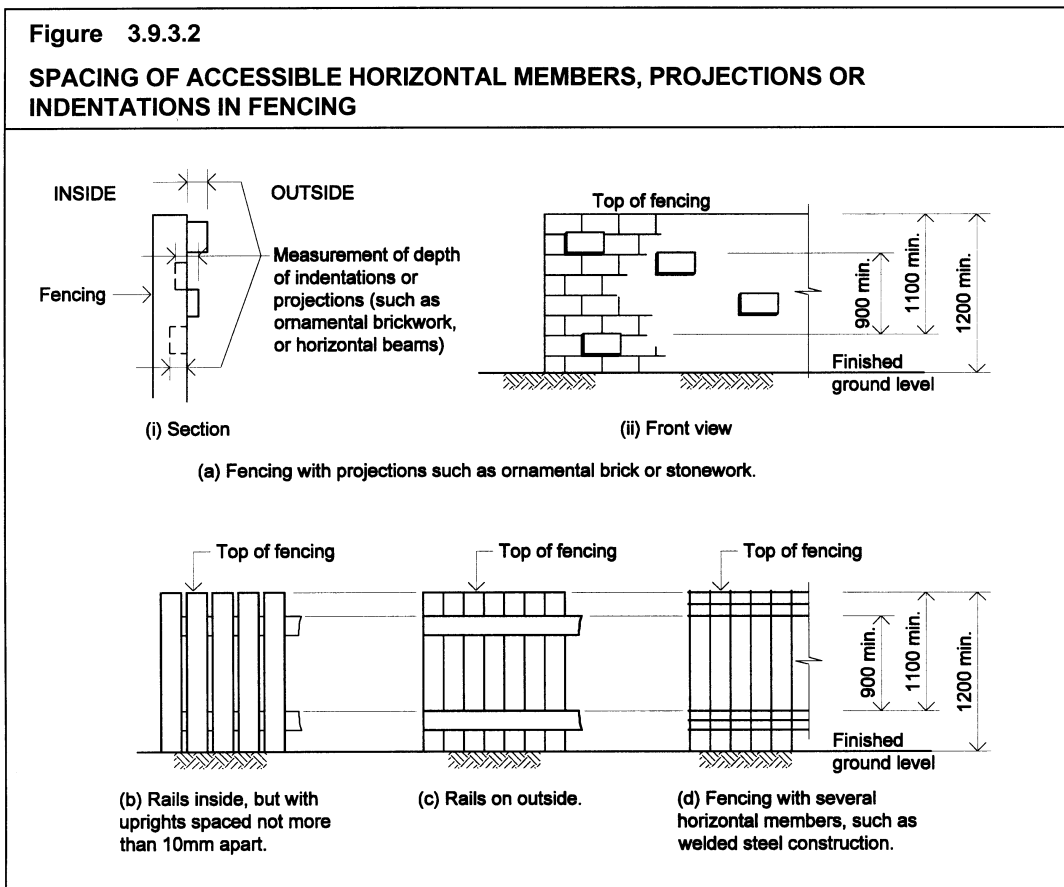 Figure 3.9.3.2
SPACING OF ACCESSIBLE HORIZONTAL MEMBERS, PROJECTIONS OR
INDENTATIONS IN FENCING
INSIDE
OUTSIDE
Measurement of depth
of indentations or
projections (such as
ornamental brickwork,
or horizontal beams)
Fencing
(i) Section
Top of fencing
900 min.
1100 min.
1200 min.
Finished
ground level
(ii) Front view
(a) Fencing with projections such as ornamental brick or stonework.
Top of fencing
Top of fencing
Top of fencing
900 min.
1100 min.
1200 min.
Finished
ground level
(b) Rails inside, but with
uprights spaced not more
than 10mm apart.
(c) Rails on outside.
(d) Fencing with several
horizontal members, such as
welded steel construction.